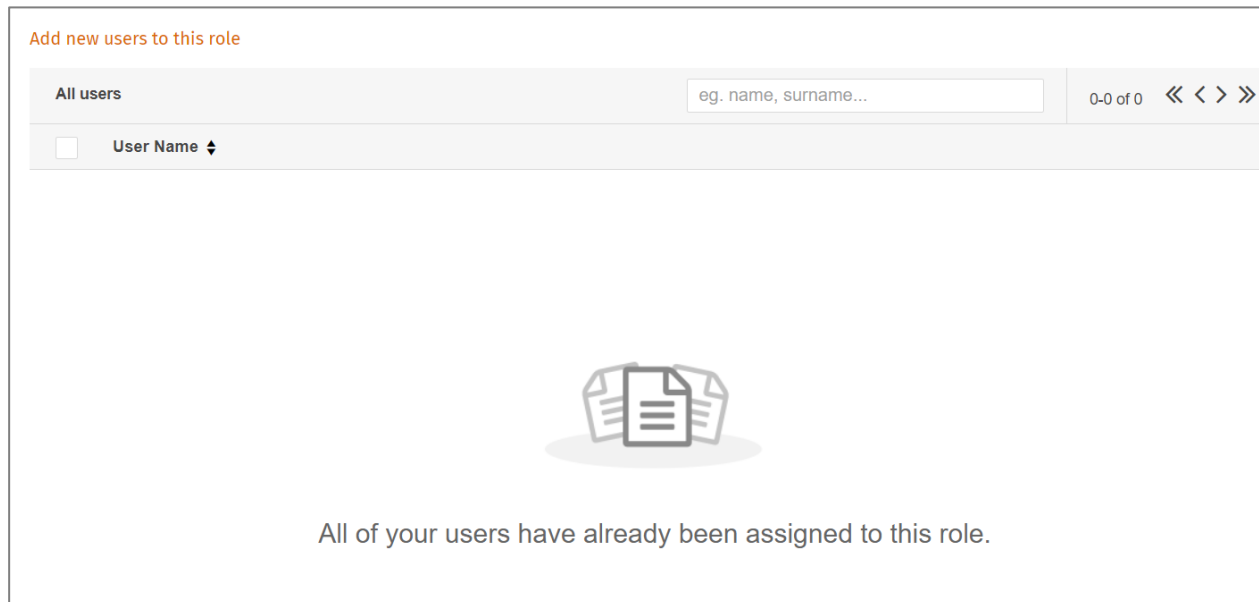 Add new users to this role
All users
eg. name, surname...
0-0 of 0
User Name
All of your users have already been assigned to this role.